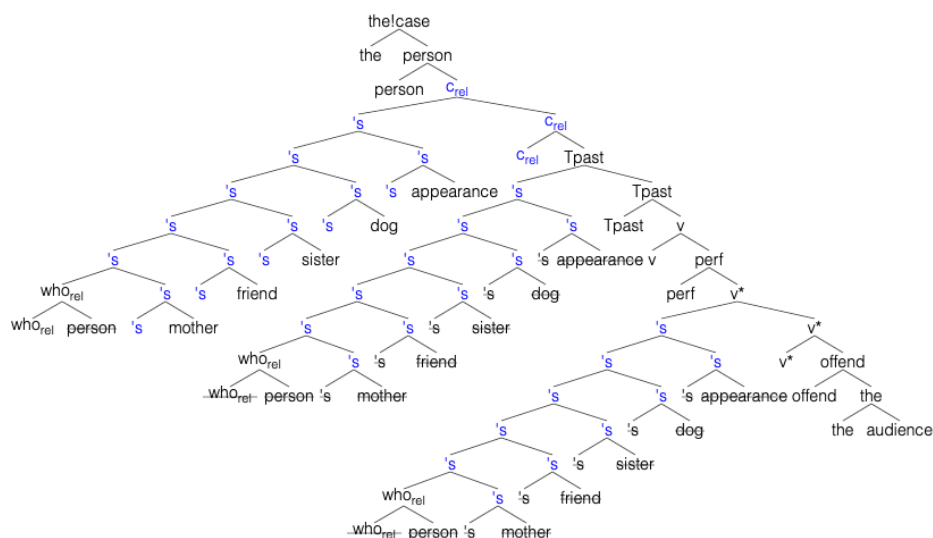 the!case
the person
person c_rel
's c_rel
's 's c_rel Tpast
's 's 's appearance 's Tpast
's 's 's dog 's 's Tpast v
's 's 's sister 's 's 's appearance v perf
who_rel 's 's friend 's 's 's dog perf v*
who_rel person 's mother 's 's 's sister 's v*
who_rel 's 's friend 's 's v* offend
who_rel person 's mother 's 's 's appearance offend the
's 's 's dog the audience
's 's 's sister
who_rel 's 's friend
who_rel person 's mother